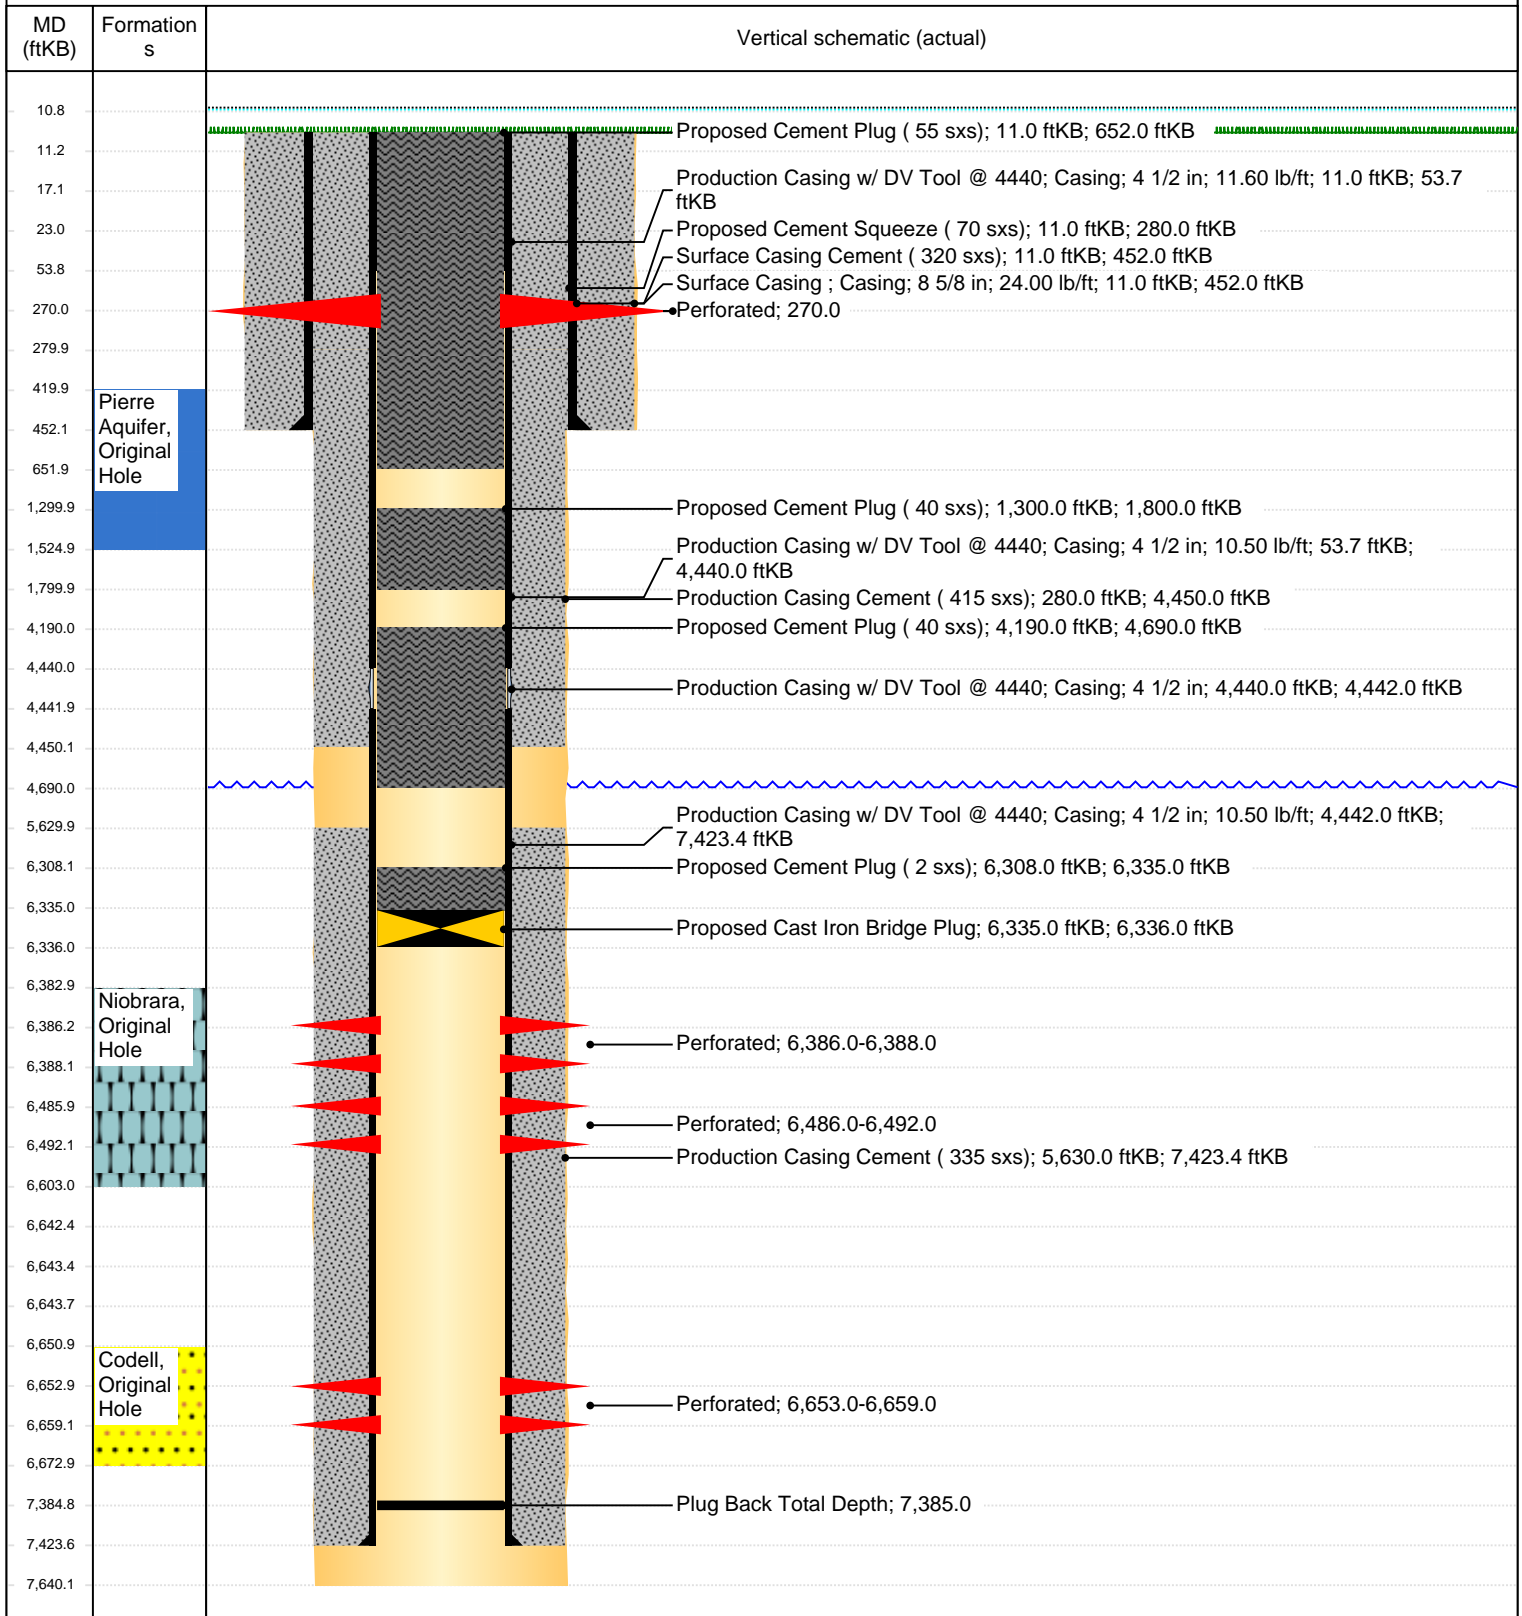 MD
(ftKB)
Formation
s
Vertical schematic (actual)
10.8
11.2
17.1
23.0
53.8
270.0
279.9
419.9
452.1
651.9
1,299.9
1,524.9
1,799.9
4,190.0
4,440.0
4,441.9
4,450.1
4,690.0
5,629.9
6,308.1
6,335.0
6,336.0
6,382.9
6,386.2
6,388.1
6,485.9
6,492.1
6,603.0
6,642.4
6,643.4
6,643.7
6,650.9
6,652.9
6,659.1
6,672.9
7,384.8
7,423.6
7,640.1
Pierre
Aquifer,
Original
Hole
Niobrara,
Original
Hole
Codell,
Original
Hole
Proposed Cement Plug ( 55 sxs); 11.0 ftKB; 652.0 ftKB
Production Casing w/ DV Tool @ 4440; Casing; 4 1/2 in; 11.60 lb/ft; 11.0 ftKB; 53.7
ftKB
Proposed Cement Squeeze ( 70 sxs); 11.0 ftKB; 280.0 ftKB
Surface Casing Cement ( 320 sxs); 11.0 ftKB; 452.0 ftKB
Surface Casing ; Casing; 8 5/8 in; 24.00 lb/ft; 11.0 ftKB; 452.0 ftKB
Perforated; 270.0
Proposed Cement Plug ( 40 sxs); 1,300.0 ftKB; 1,800.0 ftKB
Production Casing w/ DV Tool @ 4440; Casing; 4 1/2 in; 10.50 lb/ft; 53.7 ftKB;
4,440.0 ftKB
Production Casing Cement ( 415 sxs); 280.0 ftKB; 4,450.0 ftKB
Proposed Cement Plug ( 40 sxs); 4,190.0 ftKB; 4,690.0 ftKB
Production Casing w/ DV Tool @ 4440; Casing; 4 1/2 in; 4,440.0 ftKB; 4,442.0 ftKB
Production Casing w/ DV Tool @ 4440; Casing; 4 1/2 in; 10.50 lb/ft; 4,442.0 ftKB;
7,423.4 ftKB
Proposed Cement Plug ( 2 sxs); 6,308.0 ftKB; 6,335.0 ftKB
Proposed Cast Iron Bridge Plug; 6,335.0 ftKB; 6,336.0 ftKB
Perforated; 6,386.0-6,388.0
Perforated; 6,486.0-6,492.0
Production Casing Cement ( 335 sxs); 5,630.0 ftKB; 7,423.4 ftKB
Perforated; 6,653.0-6,659.0
Plug Back Total Depth; 7,385.0